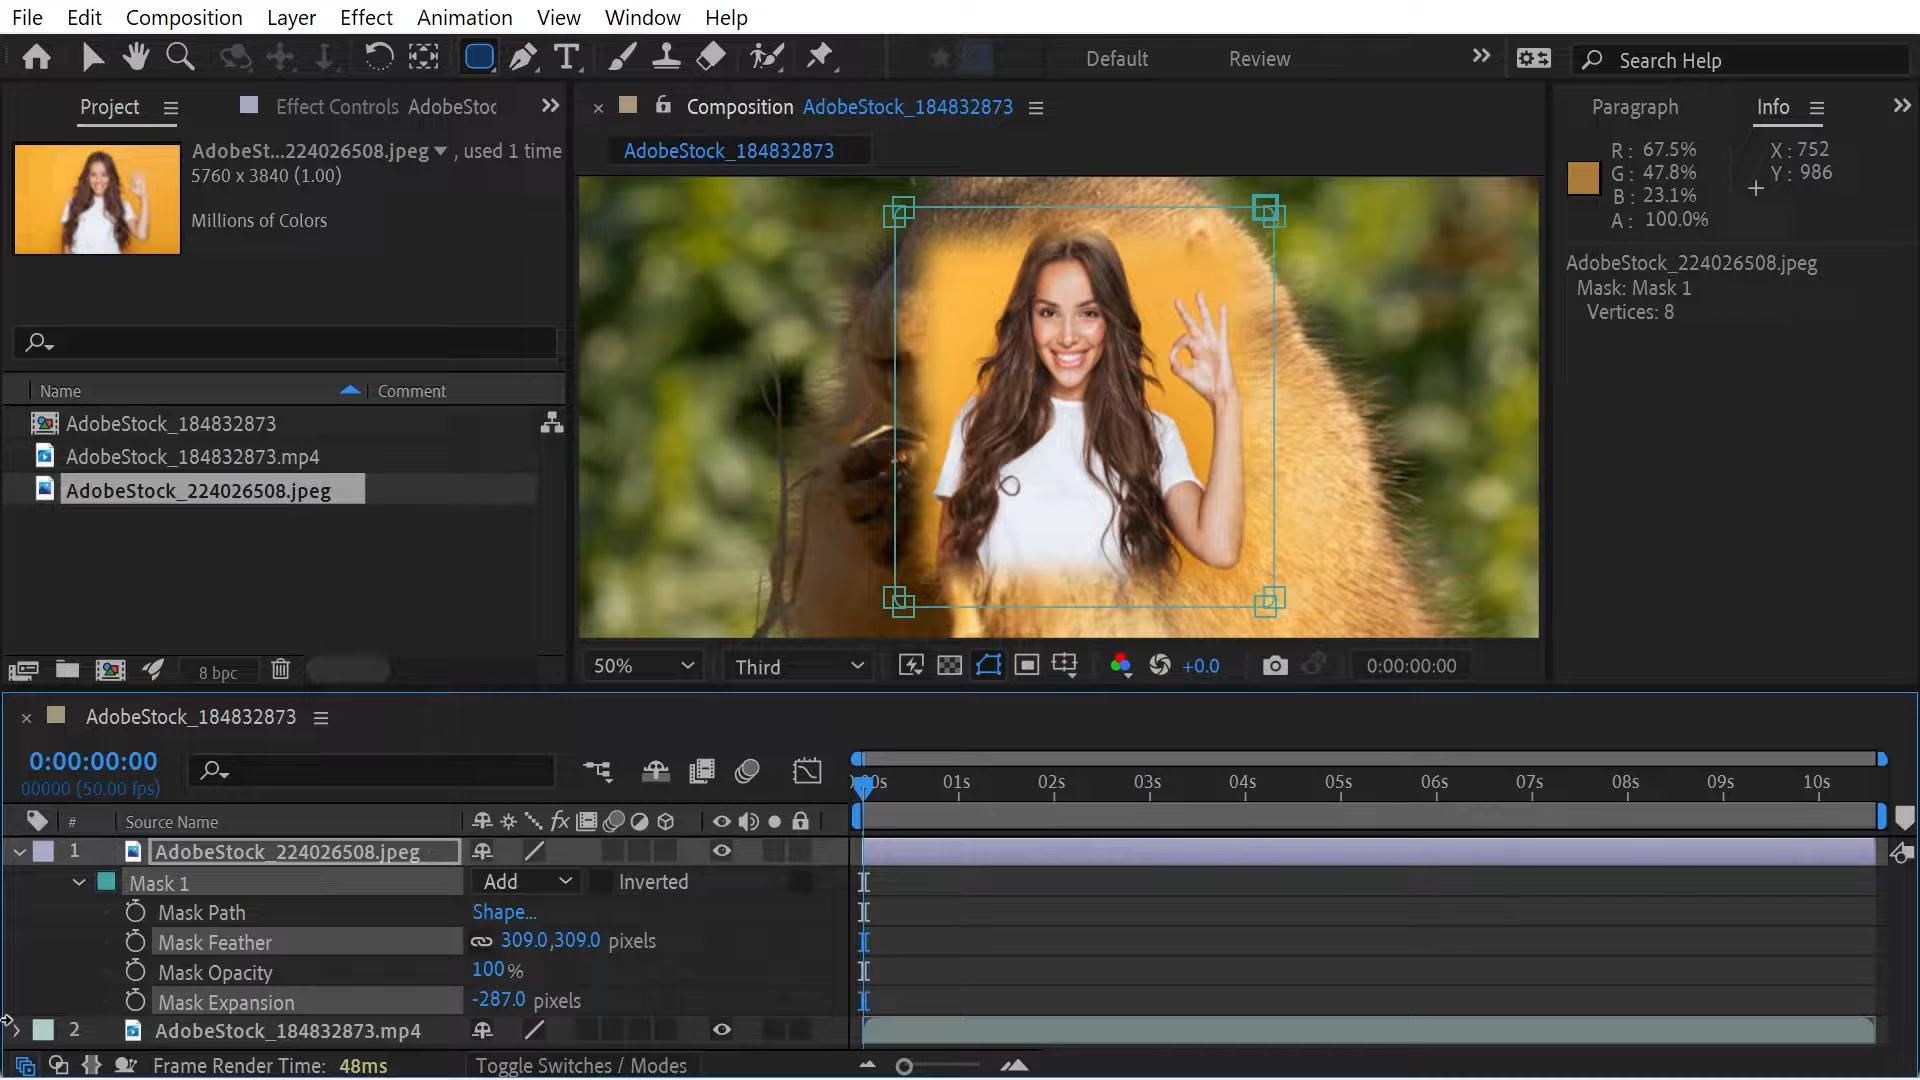 File Edit Composition Layer Effect Animation View Window Help
Default Review Search Help
Project Effect Controls AdobeStoc
Composition AdobeStock_184832873
Paragraph Info
AdobeSt...224026508.jpeg , used 1 time
5760 x 3840 (1.00)
Millions of Colors
AdobeStock_184832873
R: 67.5%
G: 47.8%
B: 23.1%
A: 100.0%
X: 752
Y: 986
AdobeStock_224026508.jpeg
Mask: Mask 1
Vertices: 8
Name Comment
AdobeStock_184832873
AdobeStock_184832873.mp4
AdobeStock_224026508.jpeg
8 bpc
50% Third +0.0 0:00:00:00
AdobeStock_184832873
0:00:00:00
00000 (50.00 fps)
01s 02s 03s 04s 05s 06s 07s 08s 09s 10s
# Source Name fx
1 AdobeStock_224026508.jpeg
Mask 1 Add Inverted
Mask Path Shape...
Mask Feather 309.0,309.0 pixels
Mask Opacity 100%
Mask Expansion -287.0 pixels
2 AdobeStock_184832873.mp4
Frame Render Time: 48ms Toggle Switches / Modes